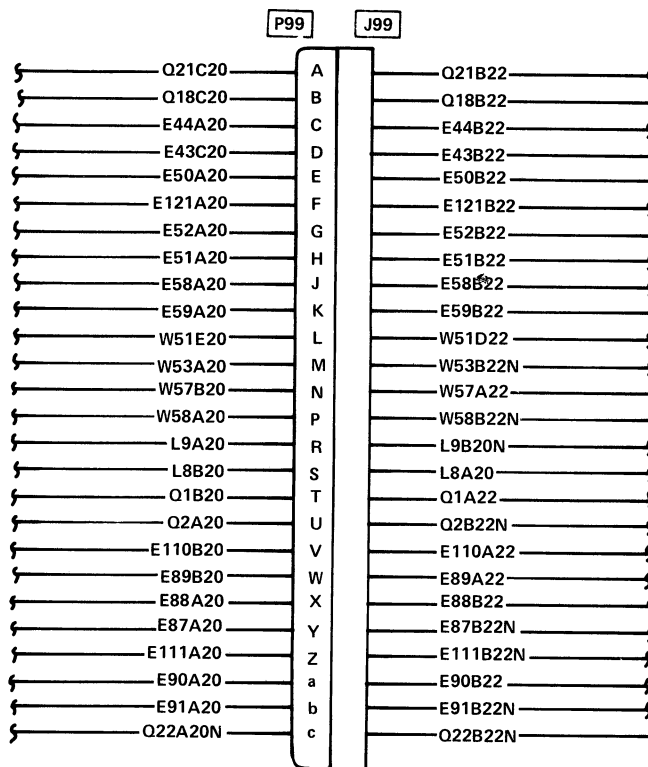 P99 J99
Q21C20 A Q21B22
Q18C20 B Q18B22
E44A20 C E44B22
E43C20 D E43B22
E50A20 E E50B22
E121A20 F E121B22
E52A20 G E52B22
E51A20 H E51B22
E58A20 J E58B22
E59A20 K E59B22
W51E20 L W51D22
W53A20 M W53B22N
W57B20 N W57A22
W58A20 P W58B22N
L9A20 R L9B20N
L8B20 S L8A20
Q1B20 T Q1A22
Q2A20 U Q2B22N
E110B20 V E110A22
E89B20 W E89A22
E88A20 X E88B22
E87A20 Y E87B22N
E111A20 Z E111B22N
E90A20 a E90B22
E91A20 b E91B22N
Q22A20N c Q22B22N